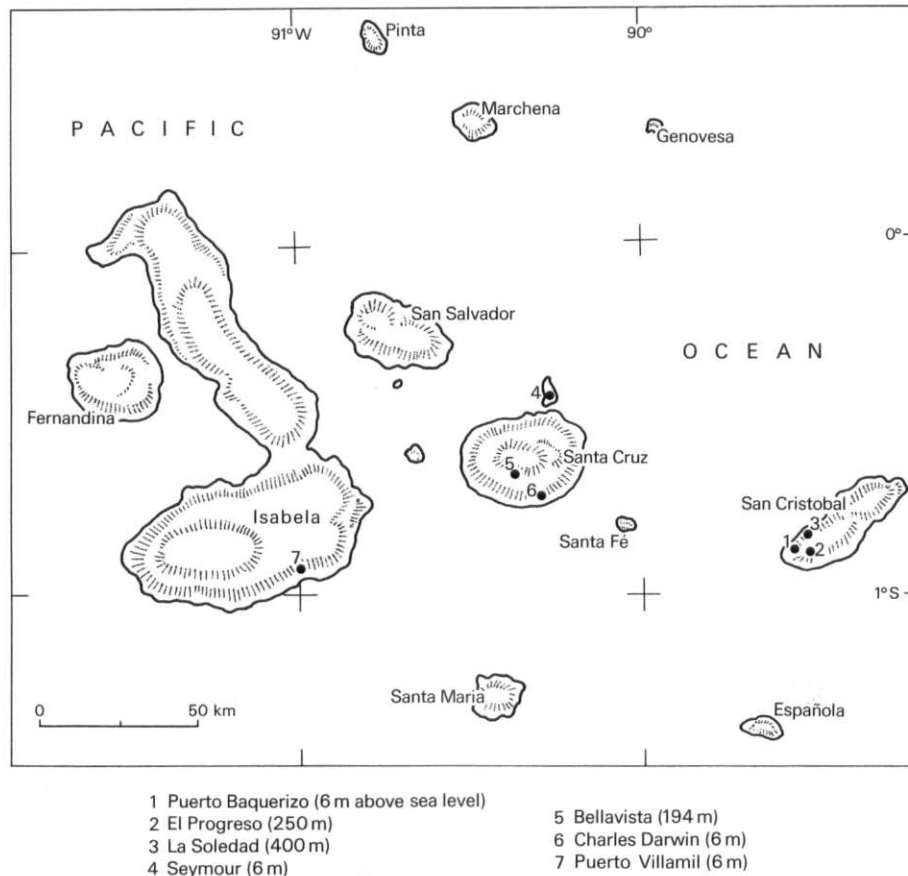 91°W
Pinta
90°
Marchena
PACIFIC
Genovesa
0°
San Salvador
OCEAN
4
Fernandina
5
Santa Cruz
6
San Cristobal
Isabela
Santa Fé
3
1
2
7
1°S
Santa Maria
Española
0
50 km
1 Puerto Baquerizo (6 m above sea level)
2 El Progreso (250 m)
3 La Soledad (400 m)
4 Seymour (6 m)
5 Bellavista (194 m)
6 Charles Darwin (6 m)
7 Puerto Villamil (6 m)